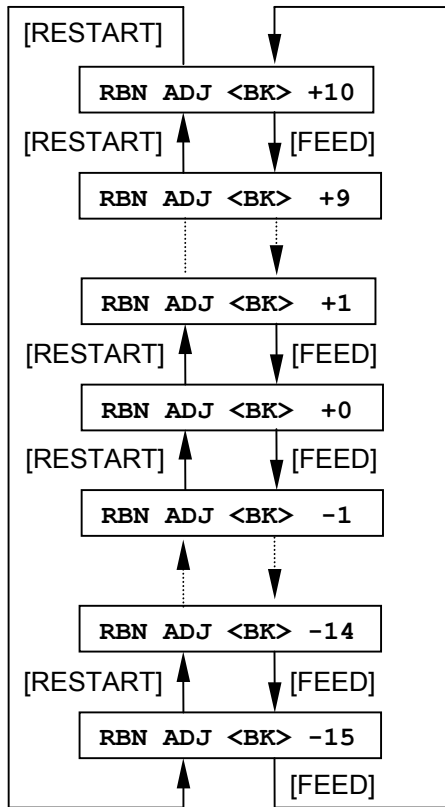 [RESTART]
RBN ADJ <BK> +10
[RESTART] [FEED]
RBN ADJ <BK> +9
RBN ADJ <BK> +1
[RESTART] [FEED]
RBN ADJ <BK> +0
[RESTART] [FEED]
RBN ADJ <BK> -1
RBN ADJ <BK> -14
[RESTART] [FEED]
RBN ADJ <BK> -15
[FEED]